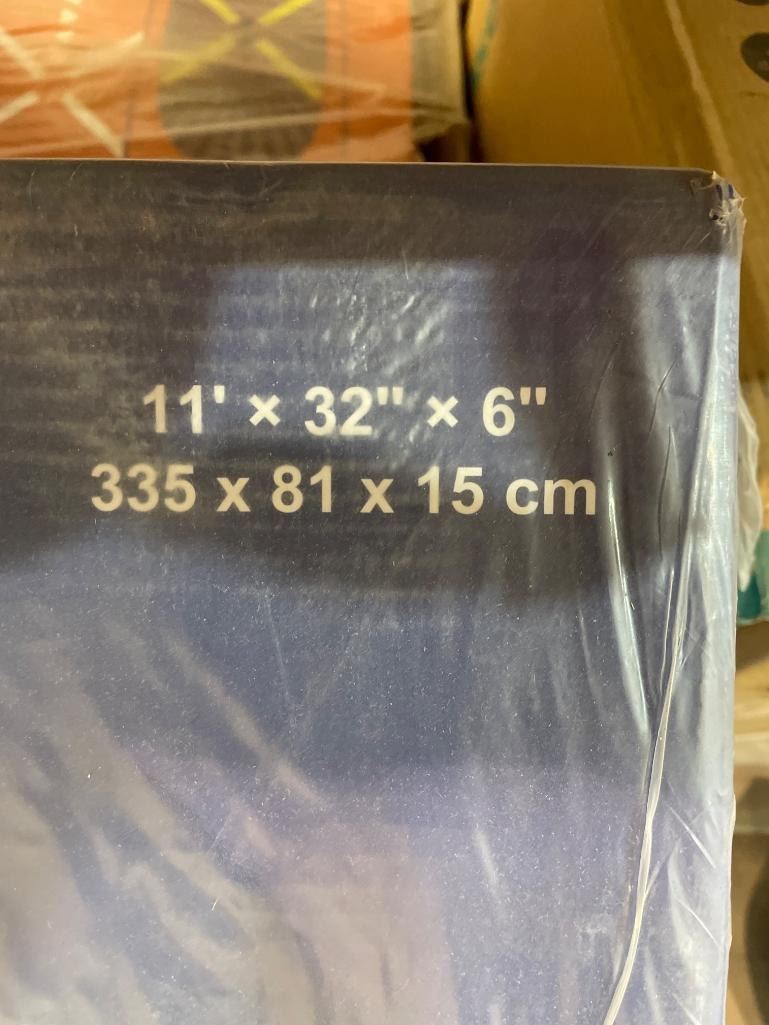 11' × 32" × 6"
335 x 81 x 15 cm